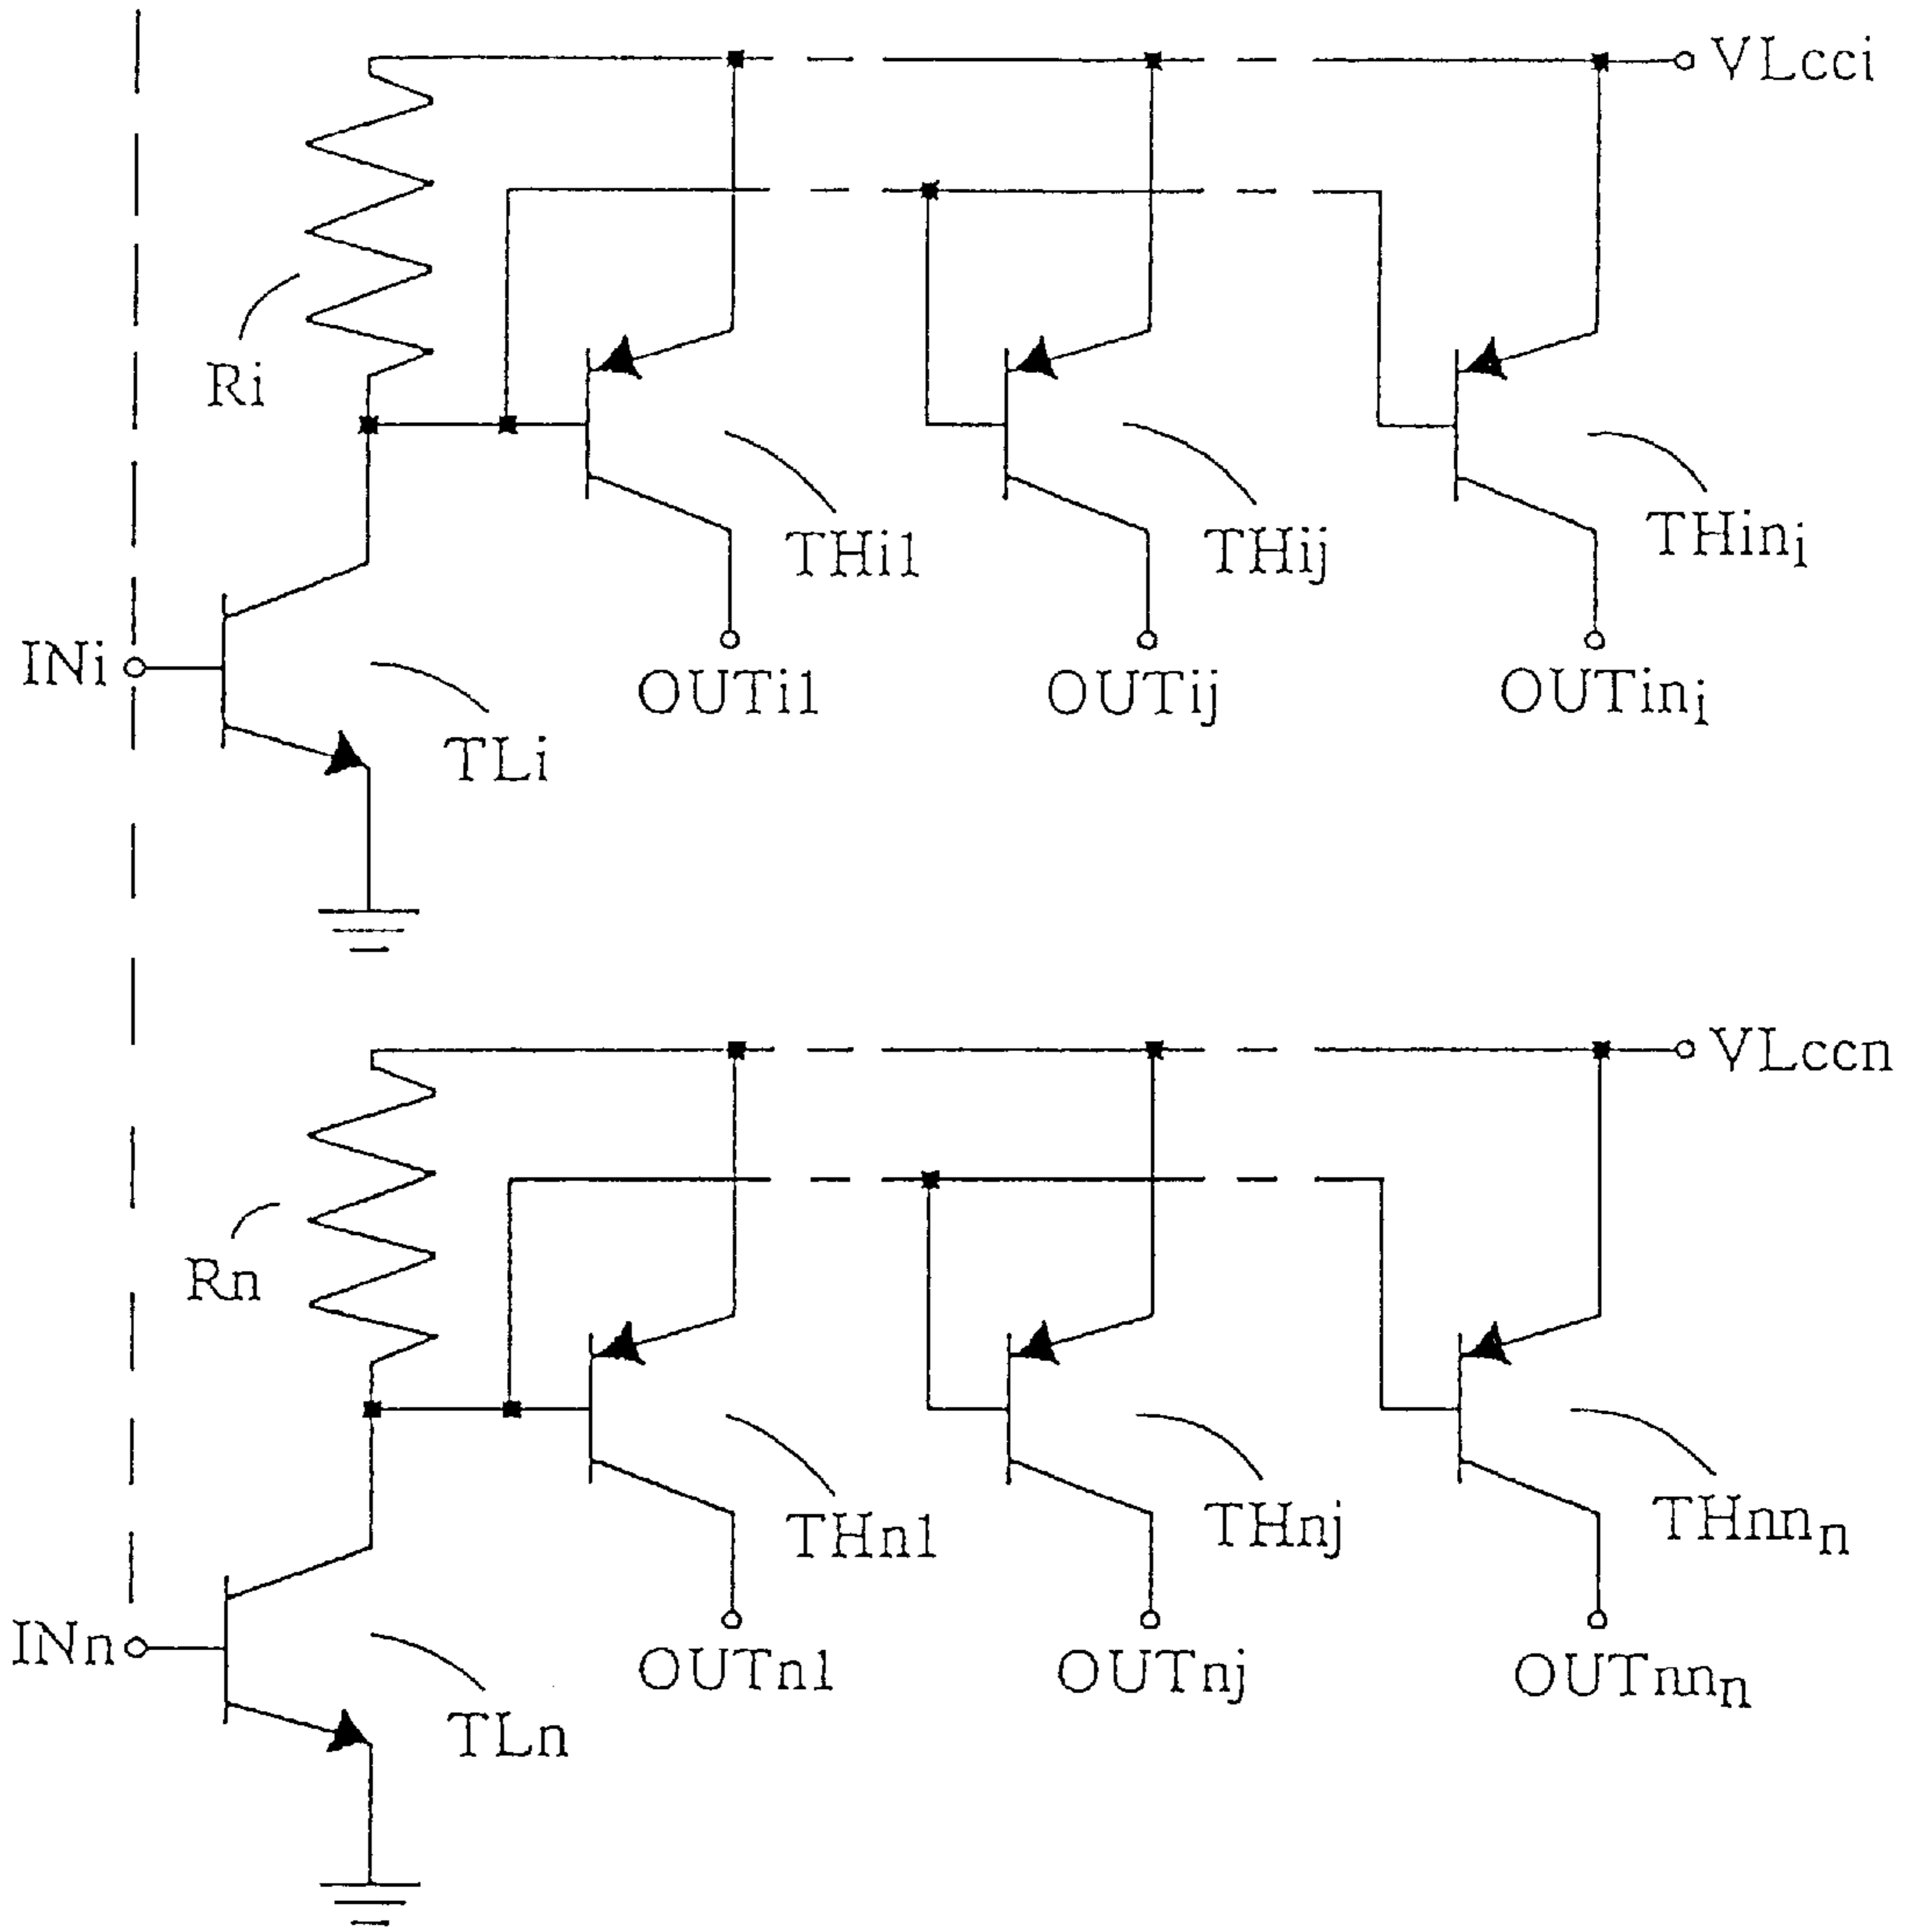 VLcci
Ri
THi1
THij
THini
INi
OUTi1
OUTij
OUTini
TLi
VLccn
Rn
THn1
THnj
THnnn
INn
OUTn1
OUTnj
OUTnnn
TLn